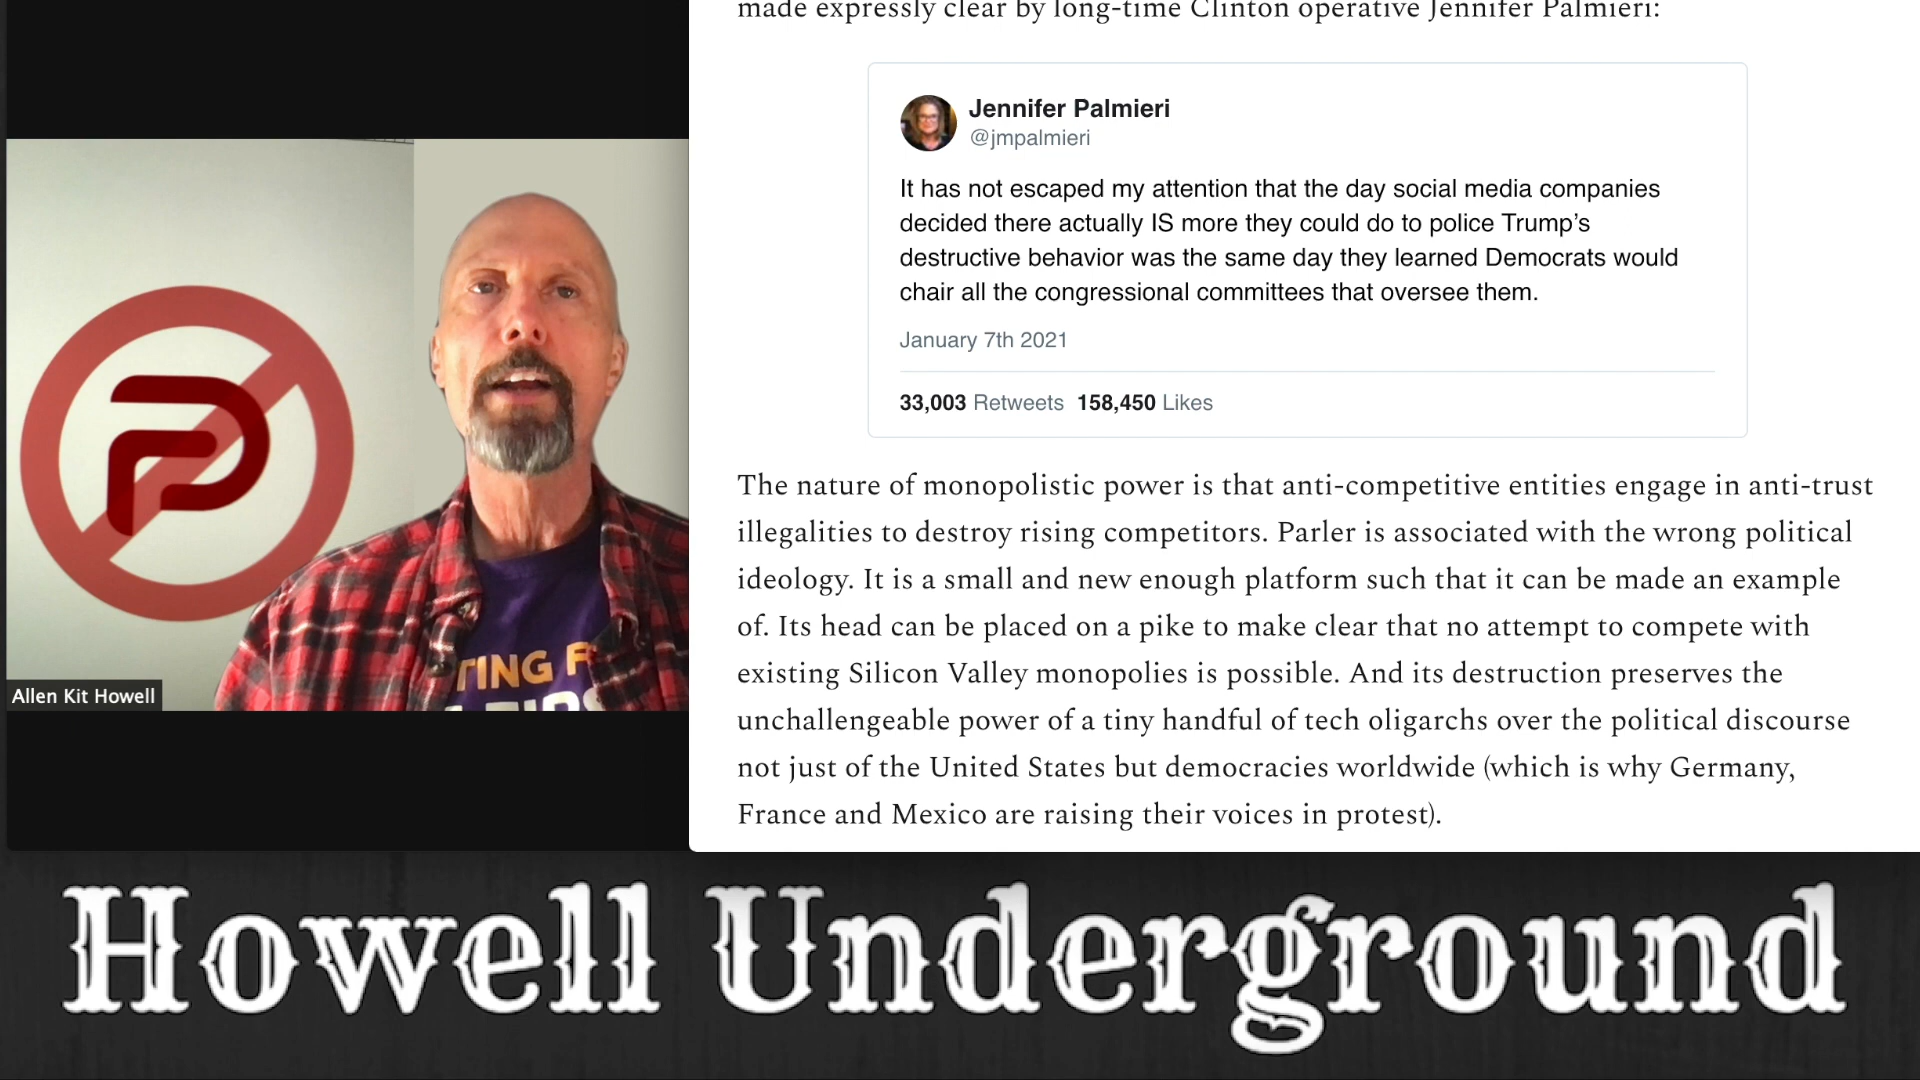 made expressly clear by long-time Clinton operative Jennifer Palmieri:
Jennifer Palmieri
@jmpalmieri
It has not escaped my attention that the day social media companies
decided there actually IS more they could do to police Trump’s
destructive behavior was the same day they learned Democrats would
chair all the congressional committees that oversee them.
January 7th 2021
33,003 Retweets 158,450 Likes
The nature of monopolistic power is that anti-competitive entities engage in anti-trust
illegalities to destroy rising competitors. Parler is associated with the wrong political
ideology. It is a small and new enough platform such that it can be made an example
of. Its head can be placed on a pike to make clear that no attempt to compete with
existing Silicon Valley monopolies is possible. And its destruction preserves the
unchallengeable power of a tiny handful of tech oligarchs over the political discourse
not just of the United States but democracies worldwide (which is why Germany,
France and Mexico are raising their voices in protest).
TING F
Allen Kit Howell
Howell Underground